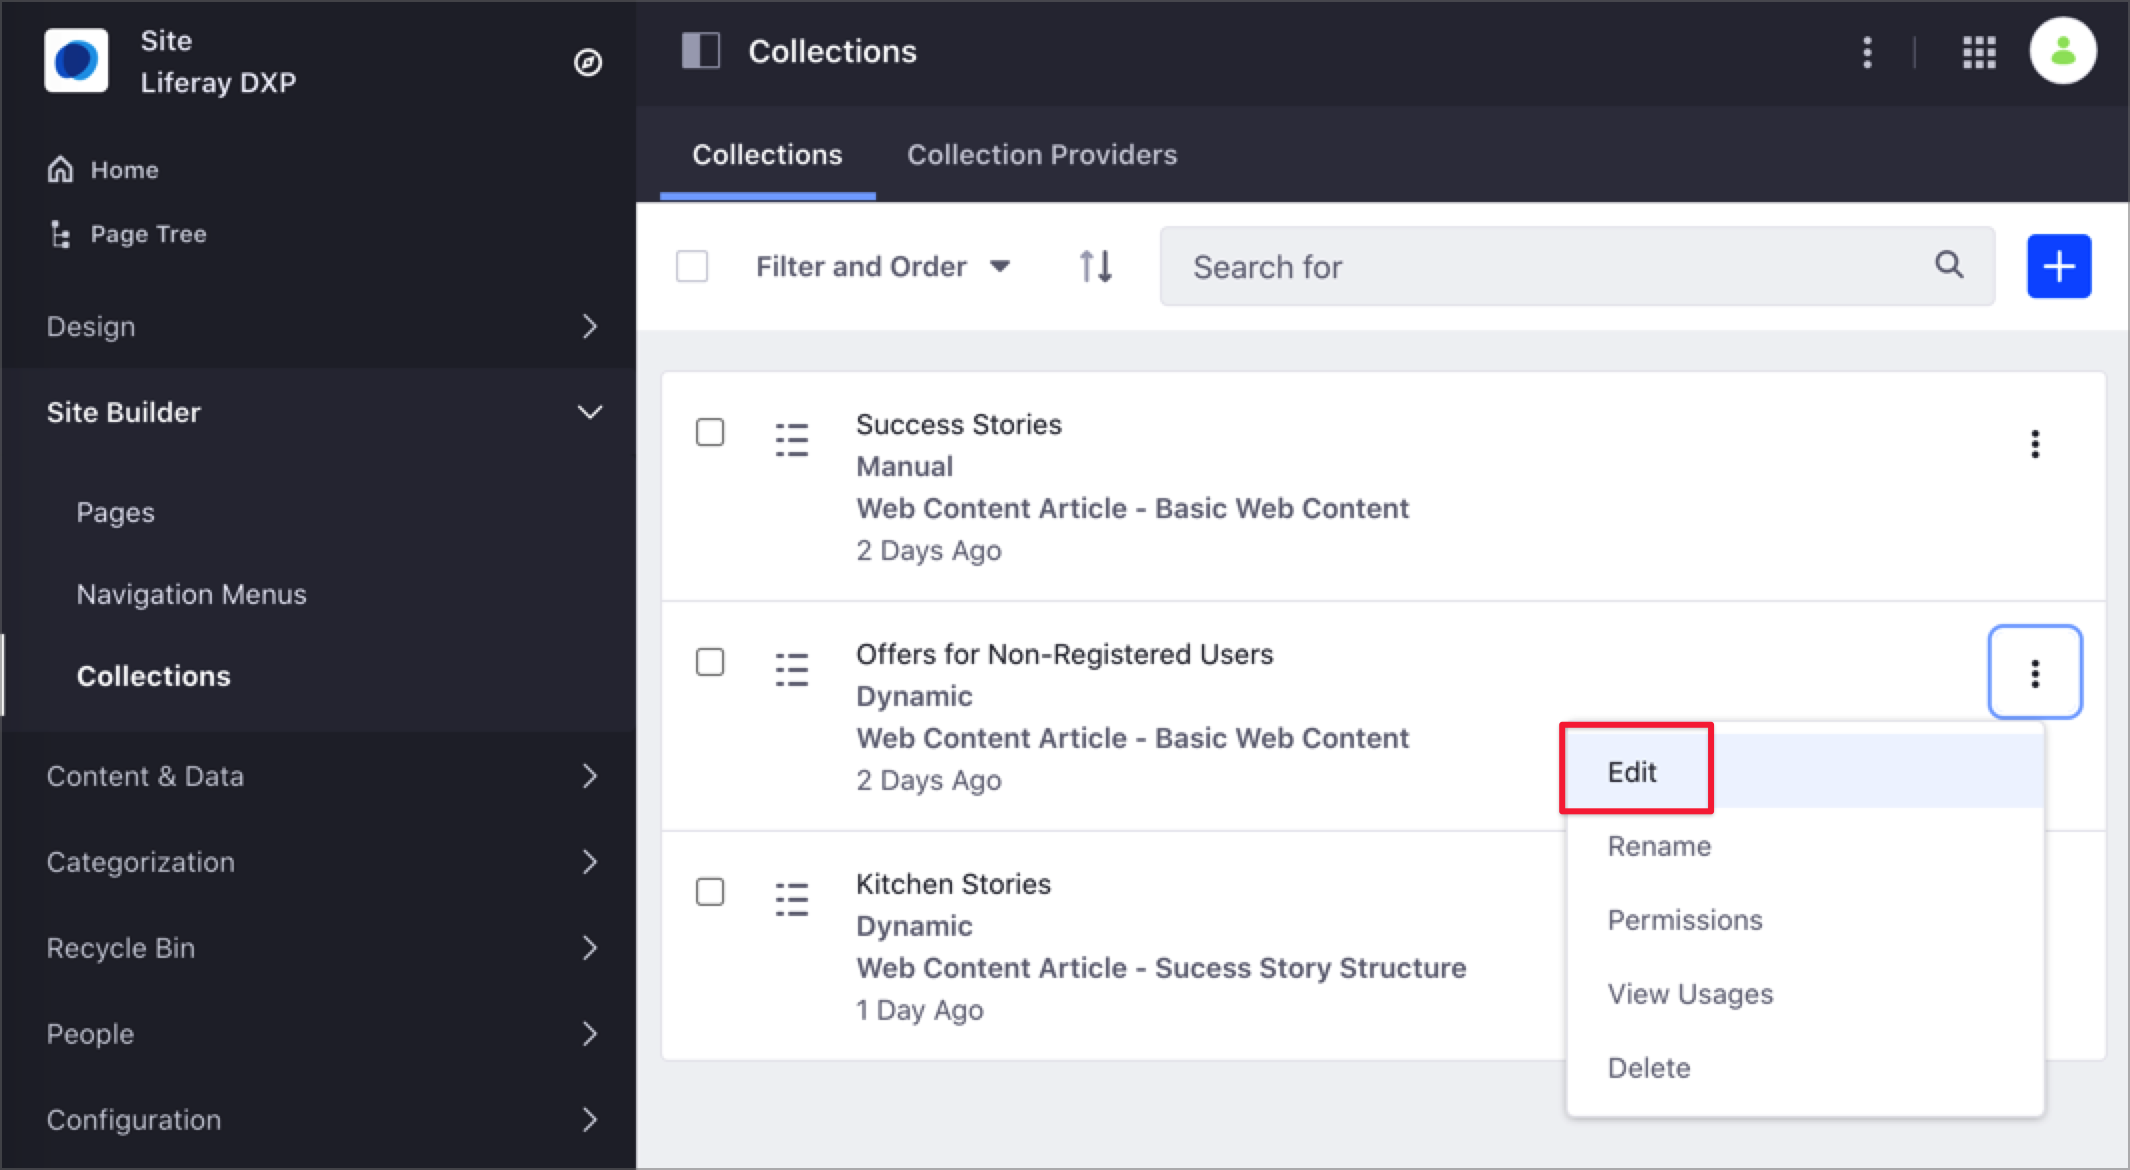 Site
Liferay DXP
Home
Page Tree
Design
Site Builder
Pages
Navigation Menus
Collections
Content & Data
Categorization
Recycle Bin
People
Configuration
Collections
Collections
Collection Providers
Filter and Order
Search for
Success Stories
Manual
Web Content Article - Basic Web Content
2 Days Ago
Offers for Non-Registered Users
Dynamic
Web Content Article - Basic Web Content
2 Days Ago
Kitchen Stories
Dynamic
Web Content Article - Sucess Story Structure
1 Day Ago
Edit
Rename
Permissions
View Usages
Delete